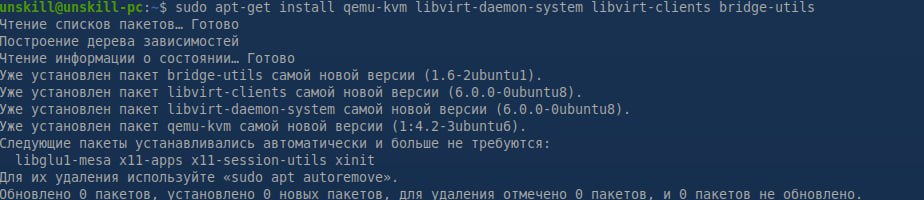 unskill@unskill-pc:~$ sudo apt-get install qemu-kvm libvirt-daemon-system libvirt-clients bridge-utils
Чтение списков пакетов… Готово
Построение дерева зависимостей
Чтение информации о состоянии… Готово
Уже установлен пакет bridge-utils самой новой версии (1.6-2ubuntu1).
Уже установлен пакет libvirt-clients самой новой версии (6.0.0-0ubuntu8).
Уже установлен пакет libvirt-daemon-system самой новой версии (6.0.0-0ubuntu8).
Уже установлен пакет qemu-kvm самой новой версии (1:4.2-3ubuntu6).
Следующие пакеты устанавливались автоматически и больше не требуются:
  libglu1-mesa x11-apps x11-session-utils xinit
Для их удаления используйте «sudo apt autoremove».
Обновлено 0 пакетов, установлено 0 новых пакетов, для удаления отмечено 0 пакетов, и 0 пакетов не обновлено.